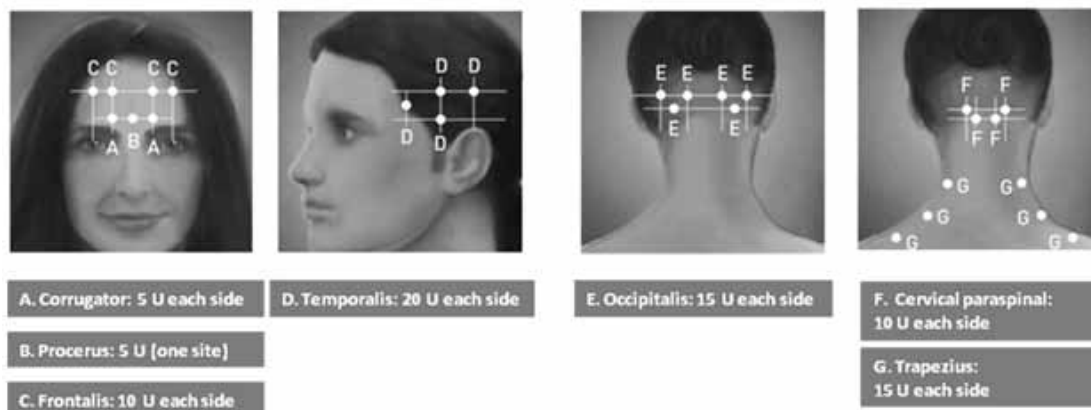 C C C C
A B A
D D
D D
E E E E
E E
F F
F F
G G
G G
G G
A. Corrugator: 5 U each side
B. Procerus: 5 U (one site)
C. Frontalis: 10 U each side
D. Temporalis: 20 U each side
E. Occipitalis: 15 U each side
F. Cervical paraspinal:
10 U each side
G. Trapezius:
15 U each side